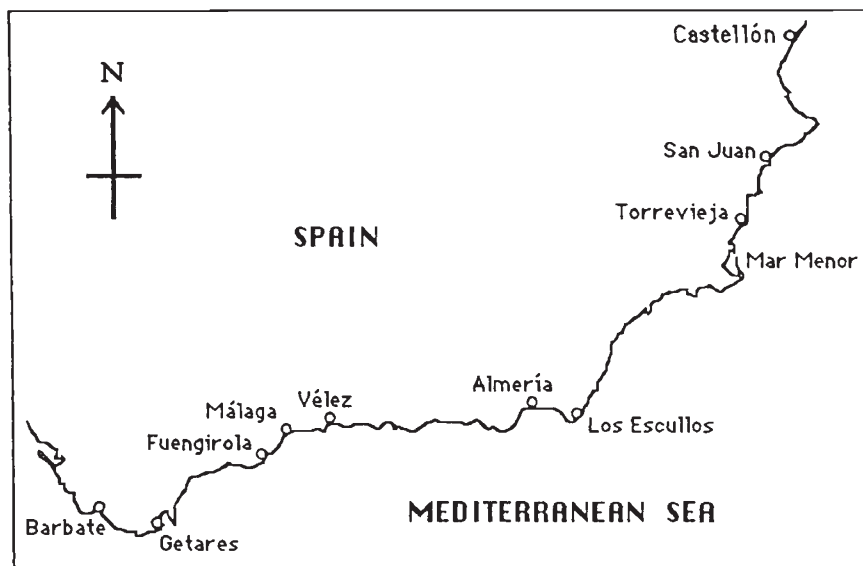 Castellón
N
San Juan
Torrevieja
SPAIN
Mar Menor
Almería
Vélez
Málaga
Los Escullos
Fuengirola
MEDITERRANEAN SEA
Barbate
Getares